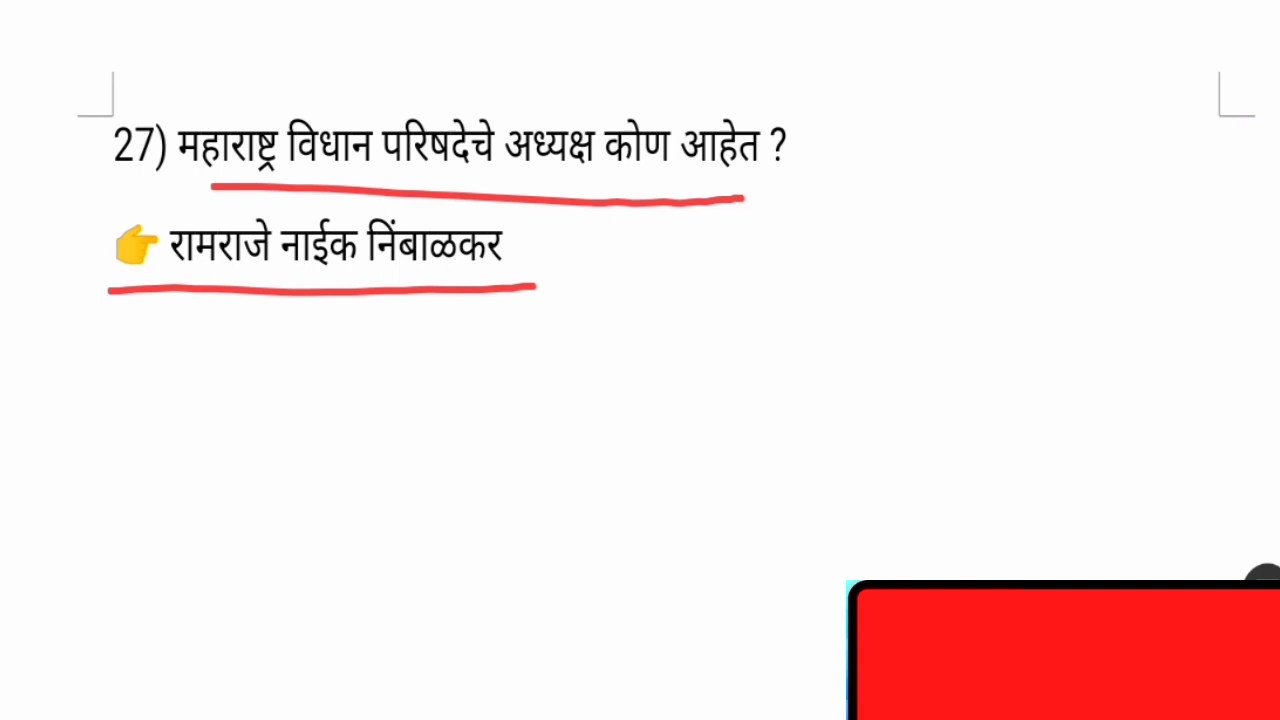 27) महाराष्ट्र विधान परिषदेचे अध्यक्ष कोण आहेत ?
👉 रामराजे नाईक निंबाळकर